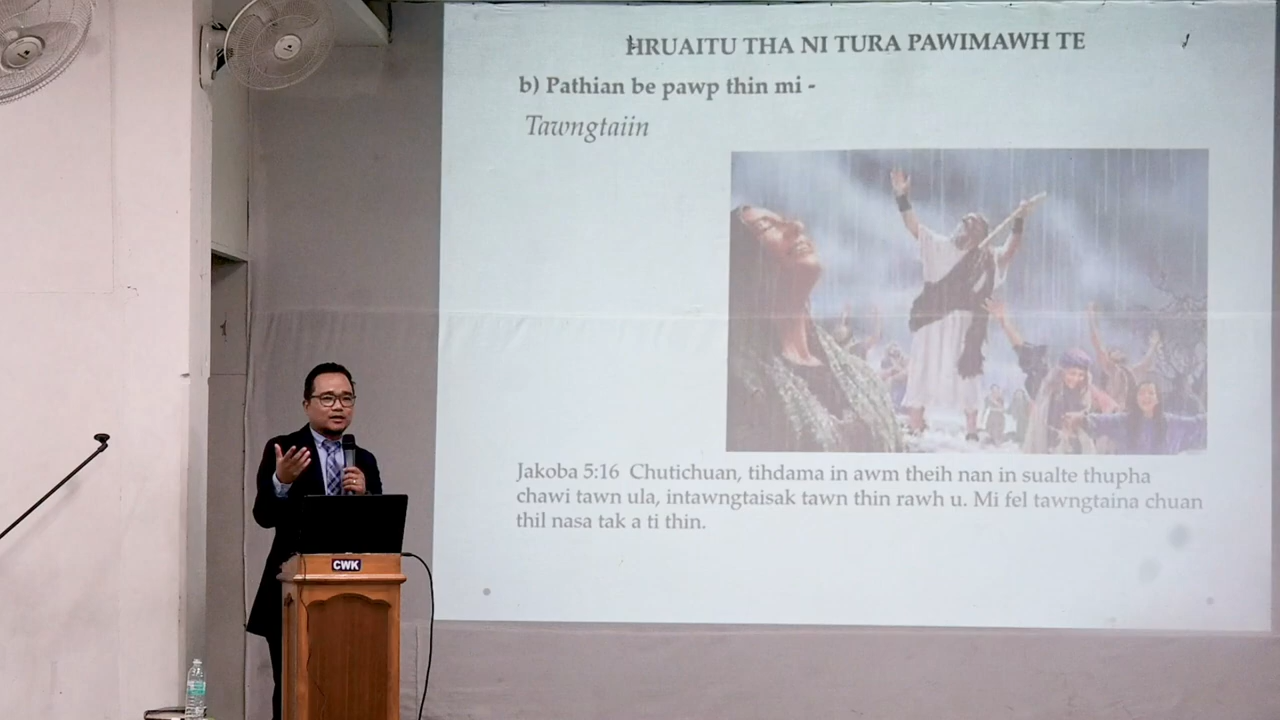 HRUAITU THA NI TURA PAWIMAWH TE
b) Pathian be pawp thin mi -
Tawngtaiin
Jakoba 5:16 Chutichuan, tihdama in awm theih nan in sualte thupha
chawi tawn ula, intawngtaisak tawn thin rawh u. Mi fel tawngtaina chuan
thil nasa tak a ti thin.
CWK